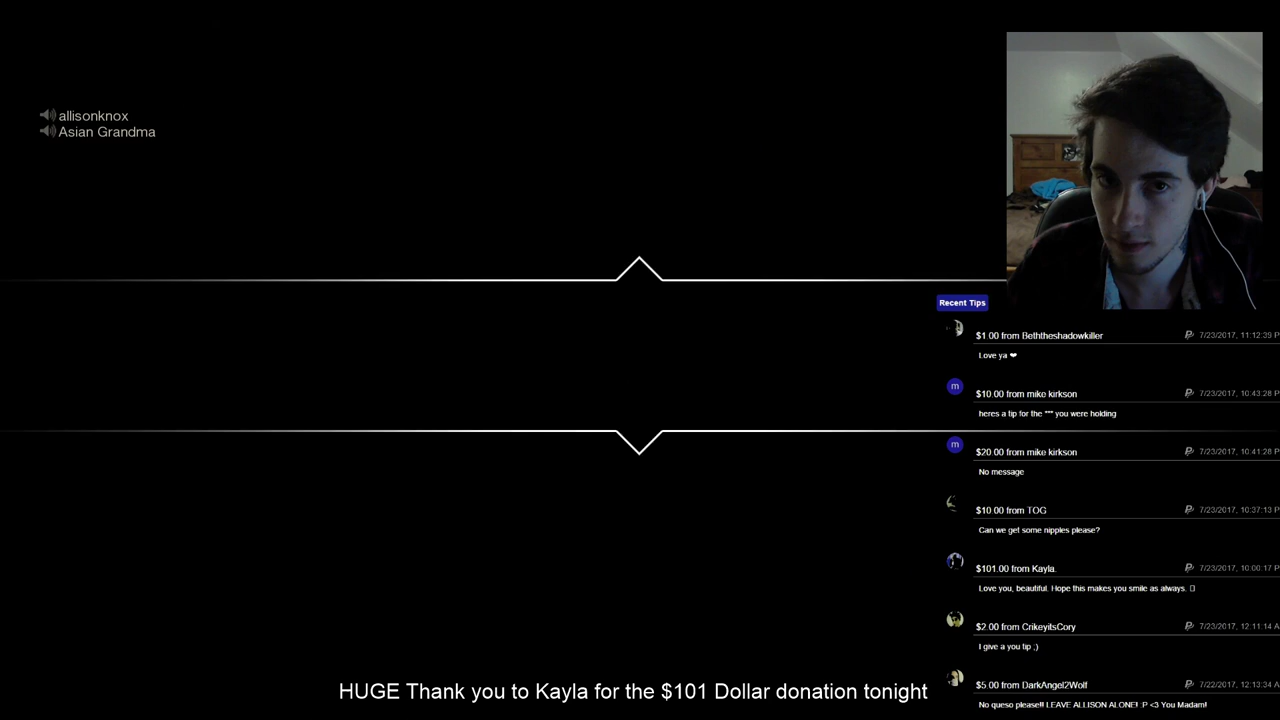 allisonknox
Asian Grandma
Recent Tips
$1.00 from Beththeshadowkiller 7/23/2017, 11:12:39 P
Love ya ❤
m
$10.00 from mike kirkson 7/23/2017, 10:43:28 P
heres a tip for the *** you were holding
m
$20.00 from mike kirkson 7/23/2017, 10:41:28 P
No message
$10.00 from TOG 7/23/2017, 10:37:13 P
Can we get some nipples please?
$101.00 from Kayla. 7/23/2017, 10:00:17 P
Love you, beautiful. Hope this makes you smile as always. 
$2.00 from CrikeyitsCory 7/23/2017, 12:11:14 A
I give a you tip ;)
$5.00 from DarkAngel2Wolf 7/22/2017, 12:13:34 A
No queso please!! LEAVE ALLISON ALONE! :P <3 You Madam!
HUGE Thank you to Kayla for the $101 Dollar donation tonight